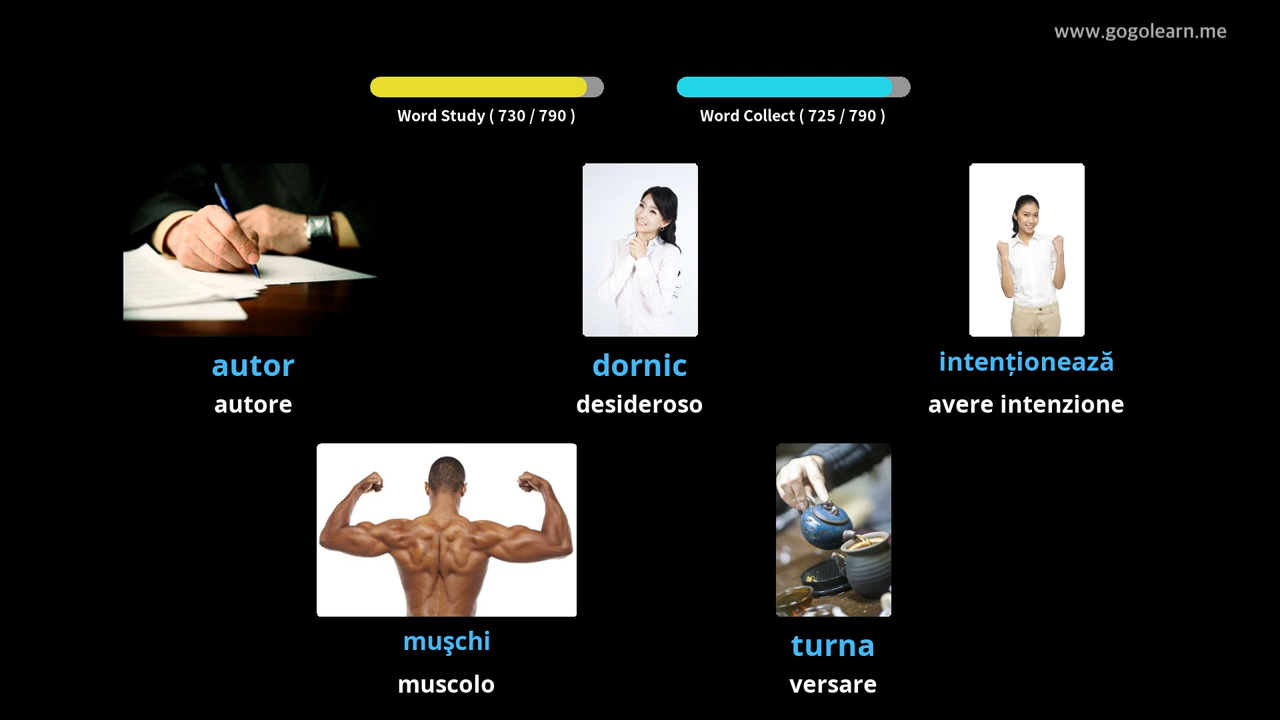 www.gogolearn.me
Word Study ( 730 / 790 )
Word Collect ( 725 / 790 )
autor
autore
dornic
desideroso
intenționează
avere intenzione
muşchi
muscolo
turna
versare